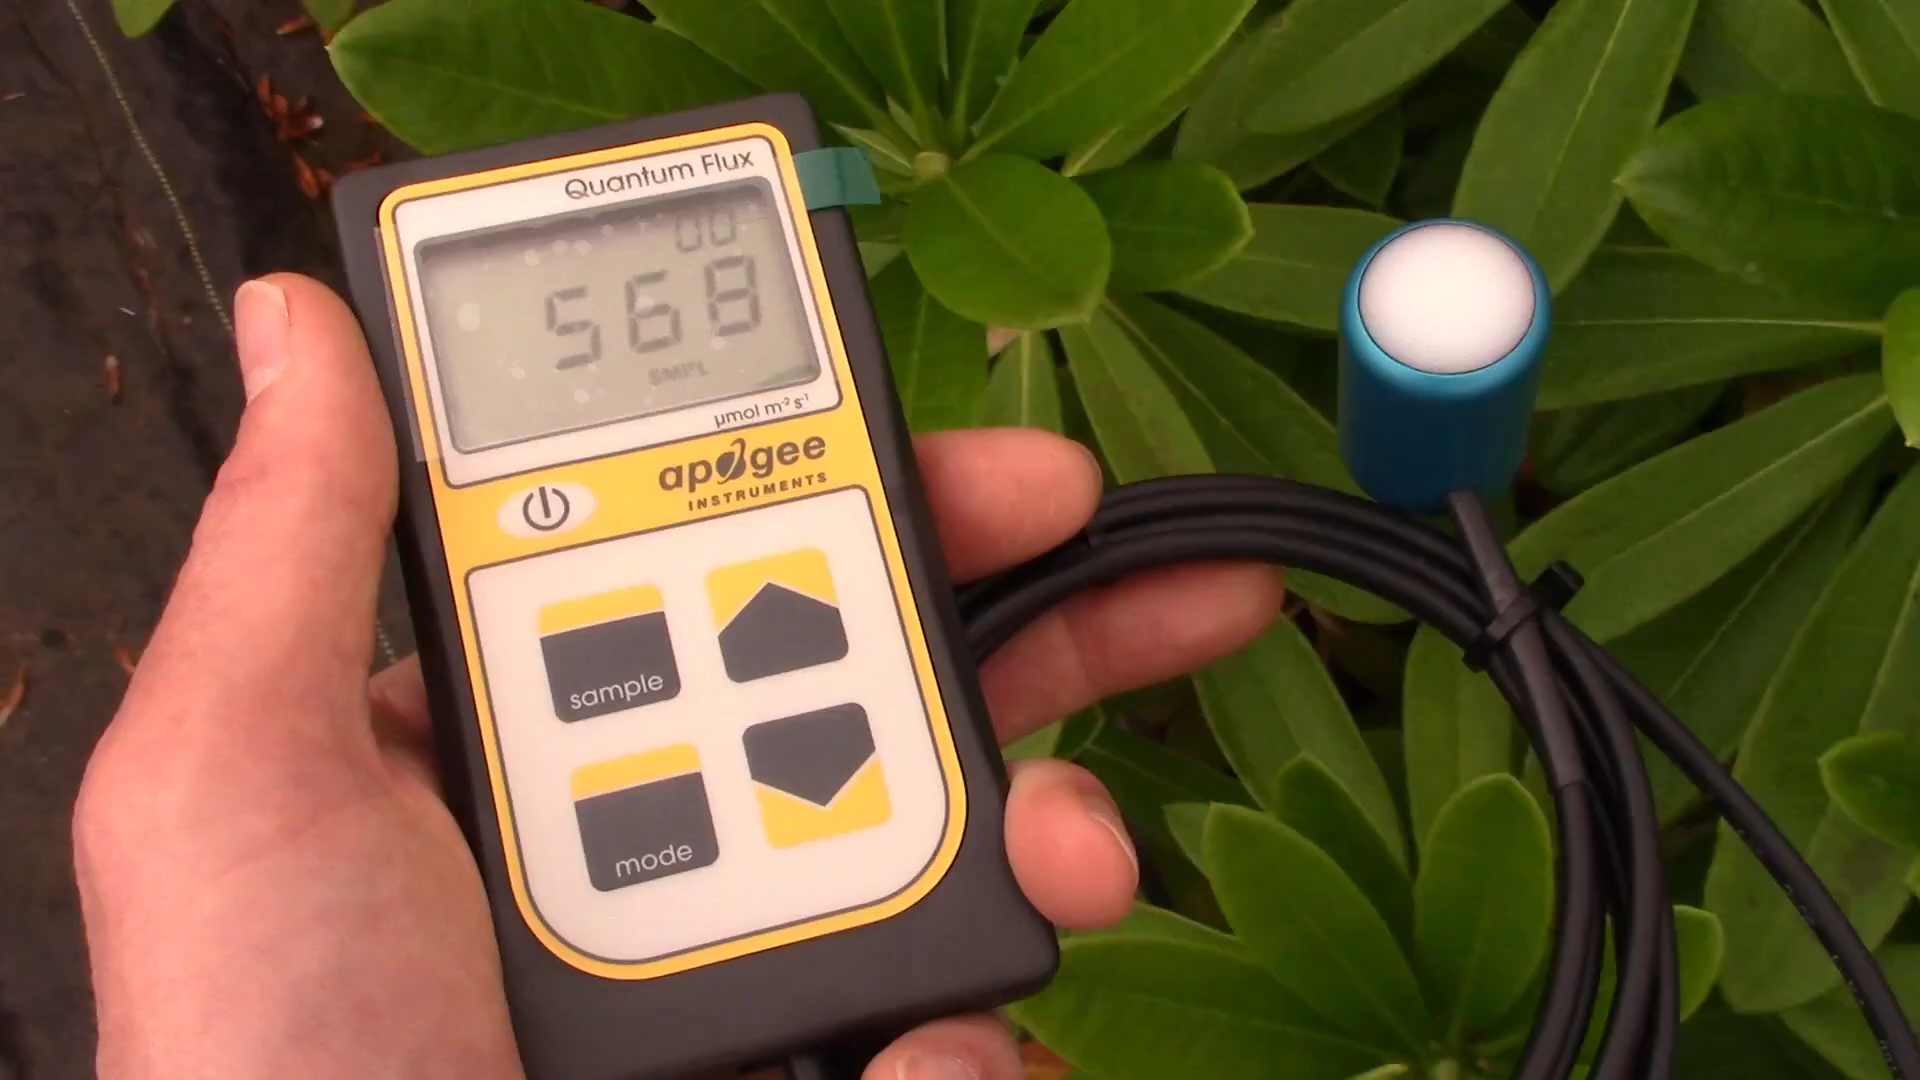 Quantum Flux
00
568
SMPL
µmol m⁻² s⁻¹
apogee
INSTRUMENTS
sample
mode